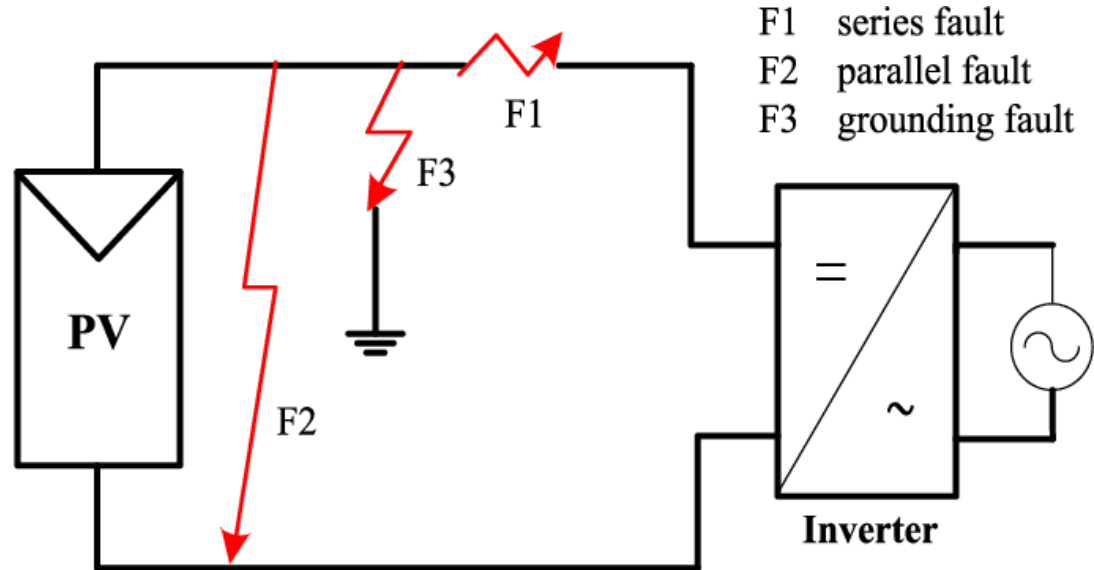 F1 series fault
F2 parallel fault
F3 grounding fault
F1
F3
PV
F2
=
~
Inverter